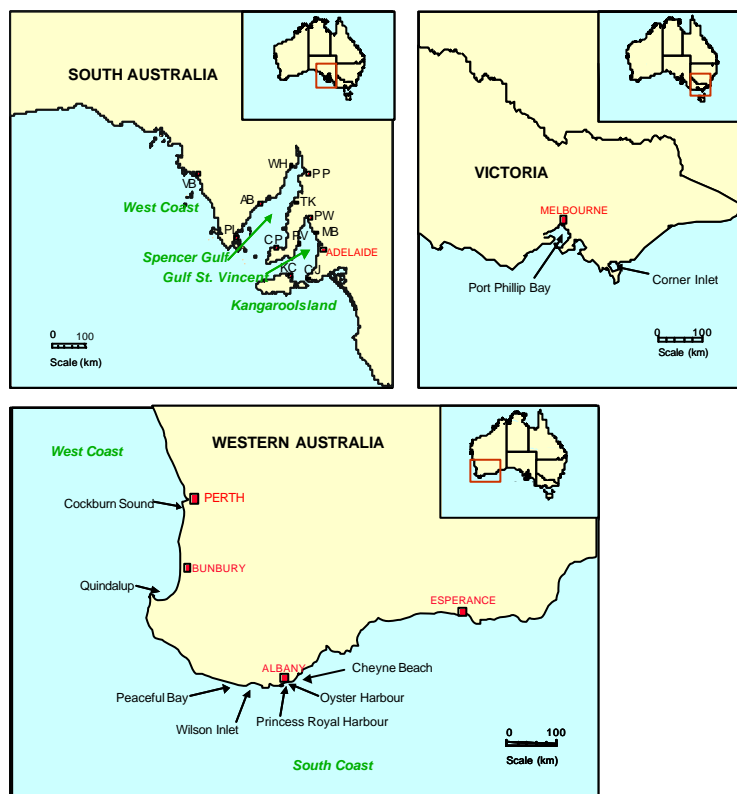 SOUTH AUSTRALIA
WH
PP
VB
AB
TK
West Coast
PW
PL
MB
CP
PV
ADELAIDE
Spencer Gulf
Gulf St. Vincent
KC
CJ
KangarooIsland
0 100
Scale (km)
VICTORIA
MELBOURNE
Port Phillip Bay
Corner Inlet
0 100
Scale (km)
WESTERN AUSTRALIA
West Coast
PERTH
Cockburn Sound
BUNBURY
Quindalup
ESPERANCE
ALBANY
Cheyne Beach
Peaceful Bay
Oyster Harbour
Princess Royal Harbour
Wilson Inlet
0 100
Scale (km)
South Coast